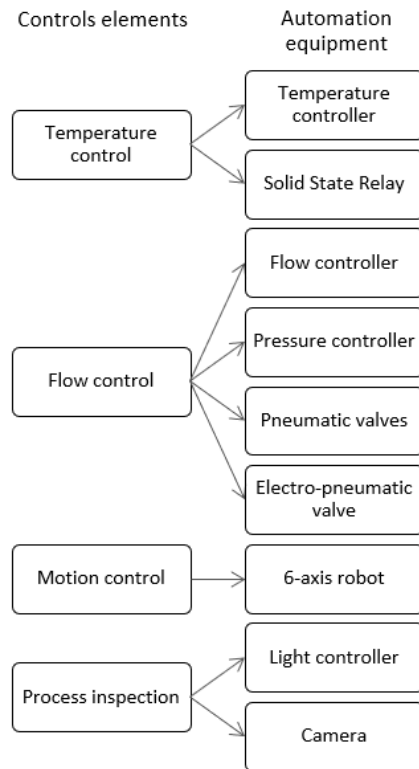 Controls elements
Automation
equipment
Temperature
control
Temperature
controller
Solid State Relay
Flow control
Flow controller
Pressure controller
Pneumatic valves
Electro-pneumatic
valve
Motion control
6-axis robot
Process inspection
Light controller
Camera